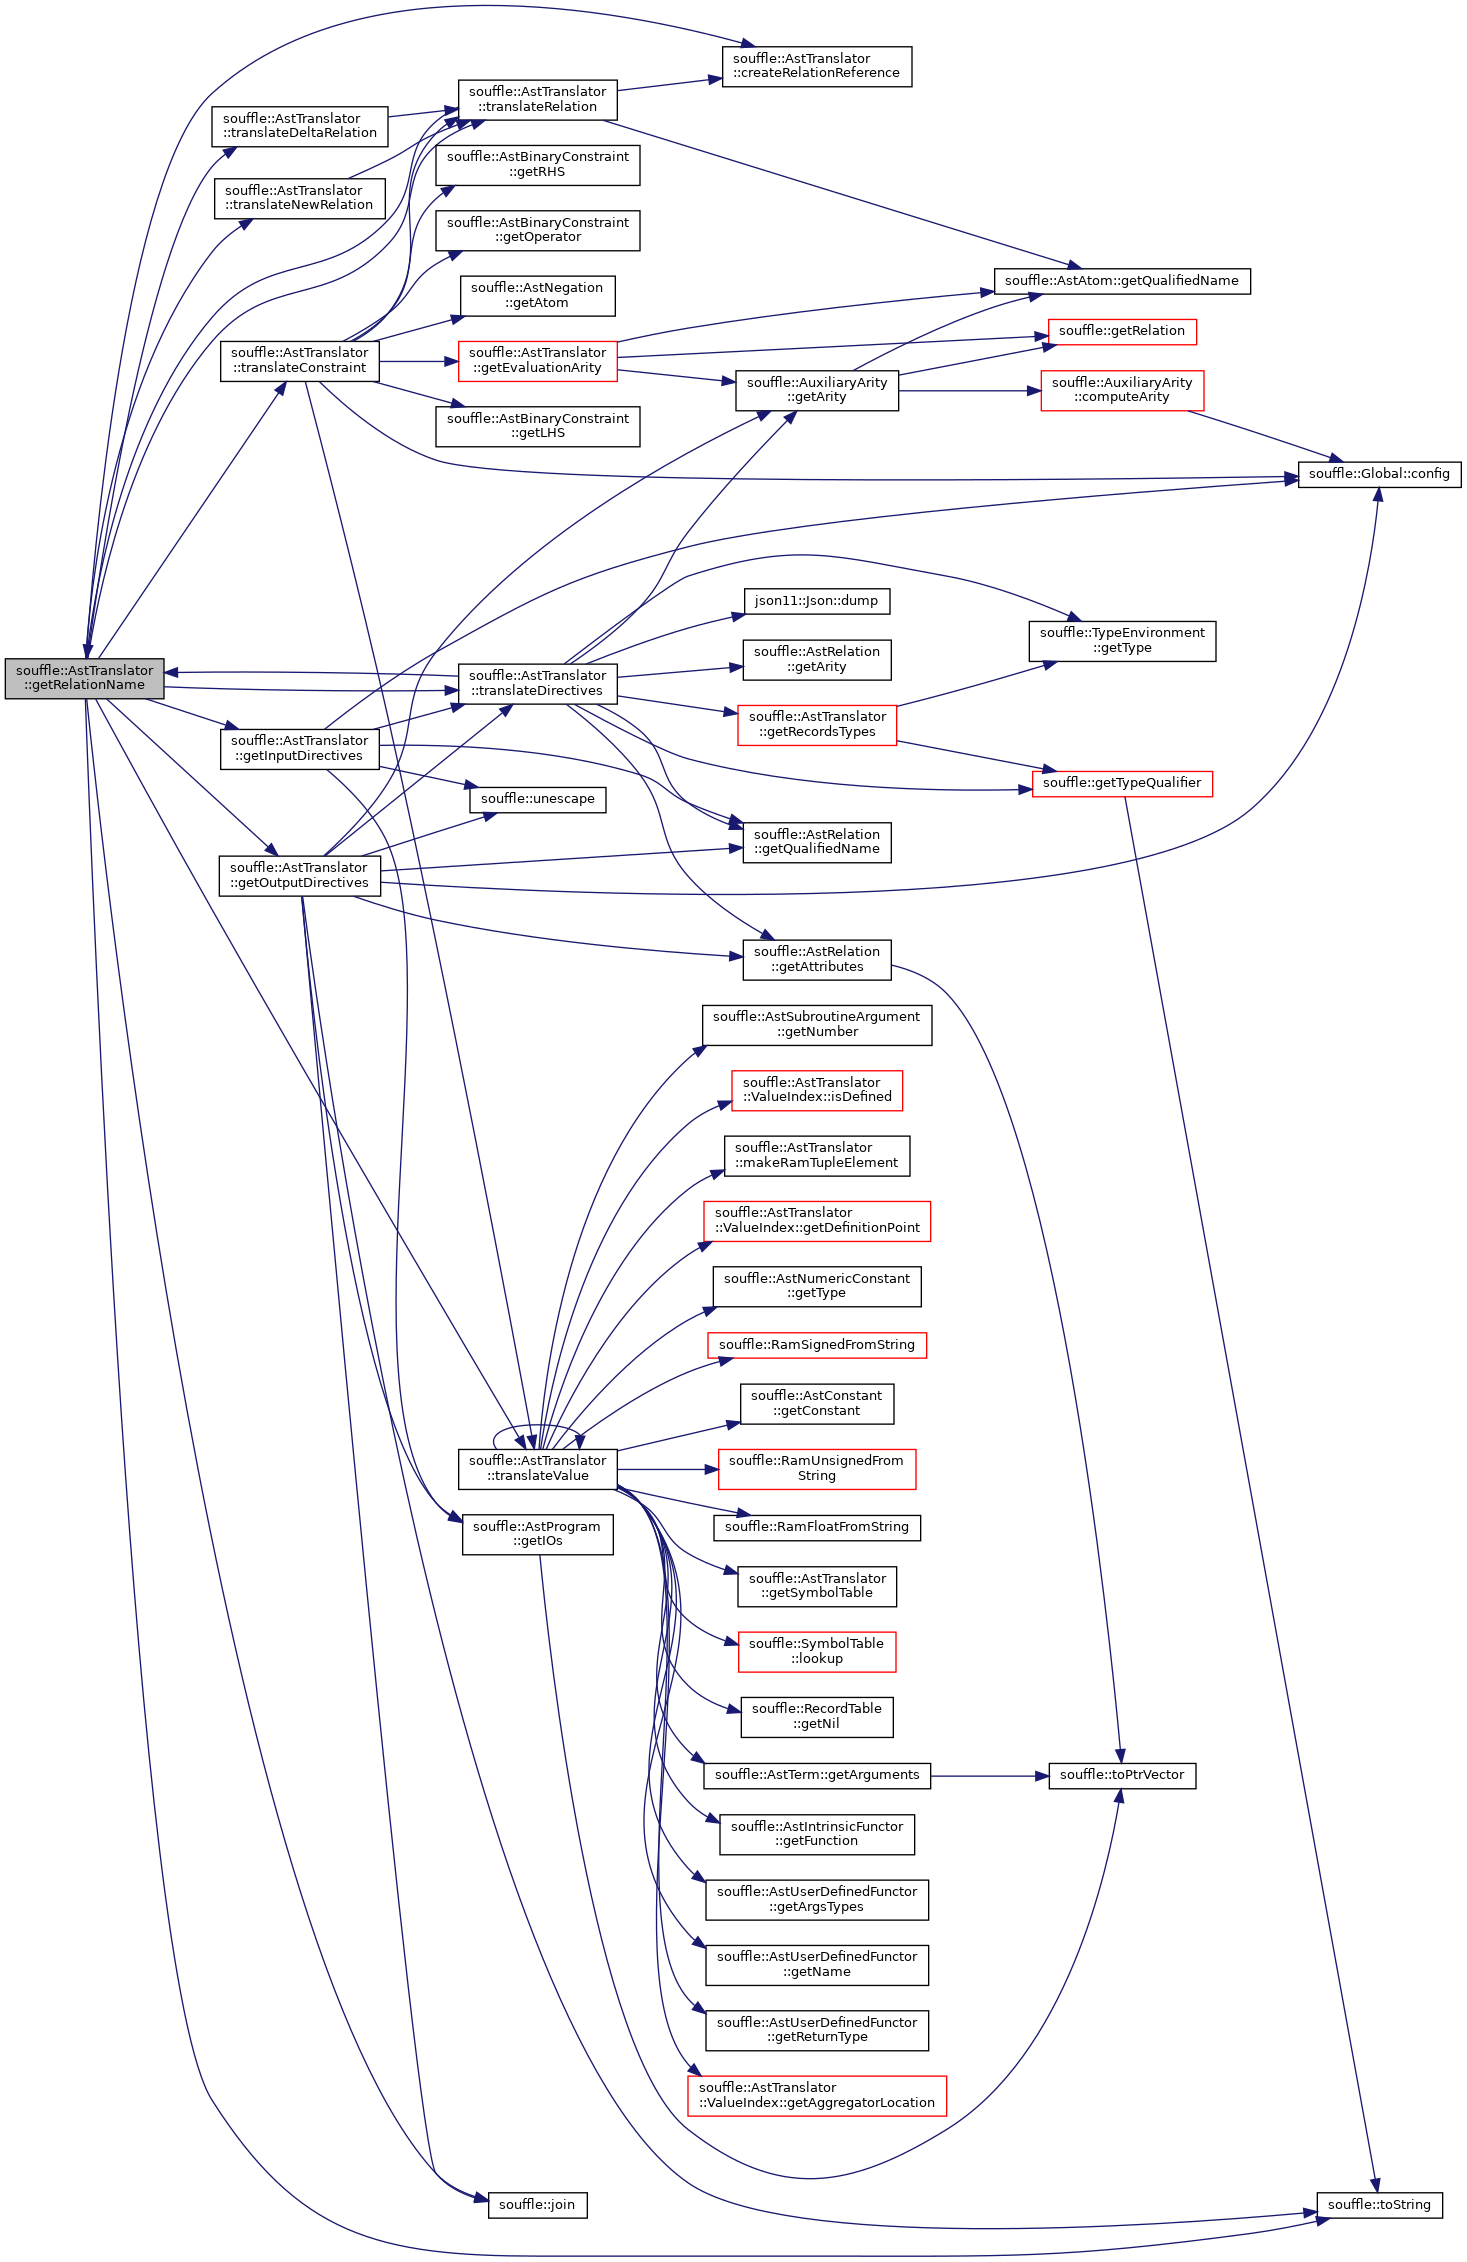 souffle::AstTranslator
::createRelationReference
souffle::AstTranslator
::translateRelation
souffle::AstTranslator
::translateDeltaRelation
souffle::AstBinaryConstraint
::getRHS
souffle::AstTranslator
::translateNewRelation
souffle::AstBinaryConstraint
::getOperator
souffle::AstAtom::getQualifiedName
souffle::AstNegation
::getAtom
souffle::getRelation
souffle::AstTranslator
::translateConstraint
souffle::AstTranslator
::getEvaluationArity
souffle::AuxiliaryArity
::getArity
souffle::AuxiliaryArity
::computeArity
souffle::AstBinaryConstraint
::getLHS
souffle::Global::config
json11::Json::dump
souffle::TypeEnvironment
::getType
souffle::AstRelation
::getArity
souffle::AstTranslator
::getRelationName
souffle::AstTranslator
::translateDirectives
souffle::AstTranslator
::getRecordsTypes
souffle::AstTranslator
::getInputDirectives
souffle::getTypeQualifier
souffle::unescape
souffle::AstRelation
::getQualifiedName
souffle::AstTranslator
::getOutputDirectives
souffle::AstRelation
::getAttributes
souffle::AstSubroutineArgument
::getNumber
souffle::AstTranslator
::ValueIndex::isDefined
souffle::AstTranslator
::makeRamTupleElement
souffle::AstTranslator
::ValueIndex::getDefinitionPoint
souffle::AstNumericConstant
::getType
souffle::RamSignedFromString
souffle::AstConstant
::getConstant
souffle::AstTranslator
::translateValue
souffle::RamUnsignedFrom
String
souffle::AstProgram
::getIOs
souffle::RamFloatFromString
souffle::AstTranslator
::getSymbolTable
souffle::SymbolTable
::lookup
souffle::RecordTable
::getNil
souffle::AstTerm::getArguments
souffle::toPtrVector
souffle::AstIntrinsicFunctor
::getFunction
souffle::AstUserDefinedFunctor
::getArgsTypes
souffle::AstUserDefinedFunctor
::getName
souffle::AstUserDefinedFunctor
::getReturnType
souffle::AstTranslator
::ValueIndex::getAggregatorLocation
souffle::join
souffle::toString